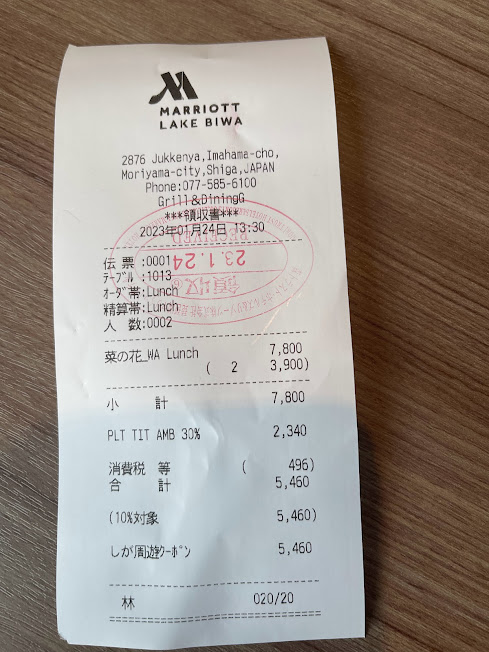 MARRIOTT
LAKE BIWA
2876 Jukkenya,Imahama-cho,
Moriyama-city,Shiga,JAPAN
Phone:077-585-6100
Grill&DiningG
***領収書***
2023年01月24日 13:30
RECEIVED
23.1.24
領収
伝 票 :0001
テーブル :1013
オーダ帯:Lunch
精算帯:Lunch
人 数:0002
菜の花_WA Lunch 7,800
( 2 3,900)
小 計 7,800
PLT TIT AMB 30% 2,340
消費税 等 ( 496)
合 計 5,460
(10%対象 5,460)
しが周遊クーポン 5,460
林 020/20